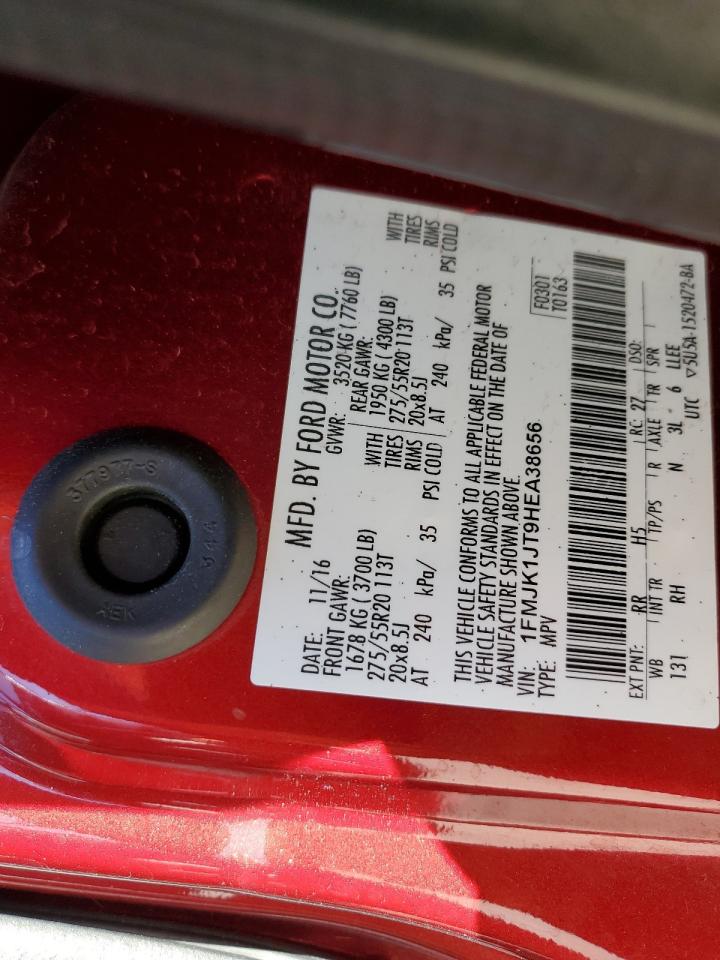 MFD. BY FORD MOTOR CO.
DATE: 11/16 GVWR: 3520 KG ( 7760 LB)
FRONT GAWR: REAR GAWR:
1678 KG ( 3700 LB) WITH 1950 KG ( 4300 LB) WITH
275/55R20 113T TIRES 275/55R20 113T TIRES
20x8.5J RIMS 20x8.5J RIMS
AT 240 kPa/ 35 PSI COLD AT 240 kPa/ 35 PSI COLD
THIS VEHICLE CONFORMS TO ALL APPLICABLE FEDERAL MOTOR
VEHICLE SAFETY STANDARDS IN EFFECT ON THE DATE OF
MANUFACTURE SHOWN ABOVE.
VIN: 1FMJK1JT9HEA38656
TYPE: MPV
F0301
T0163
EXT PNT: RR H5 RC: 27 DSO:
WB INT TR TP/PS R AXLE TR SPR
131 RH N 3L 6 LLEE
UTC ▽5U5A-1520472-BA
377977-S
XBK